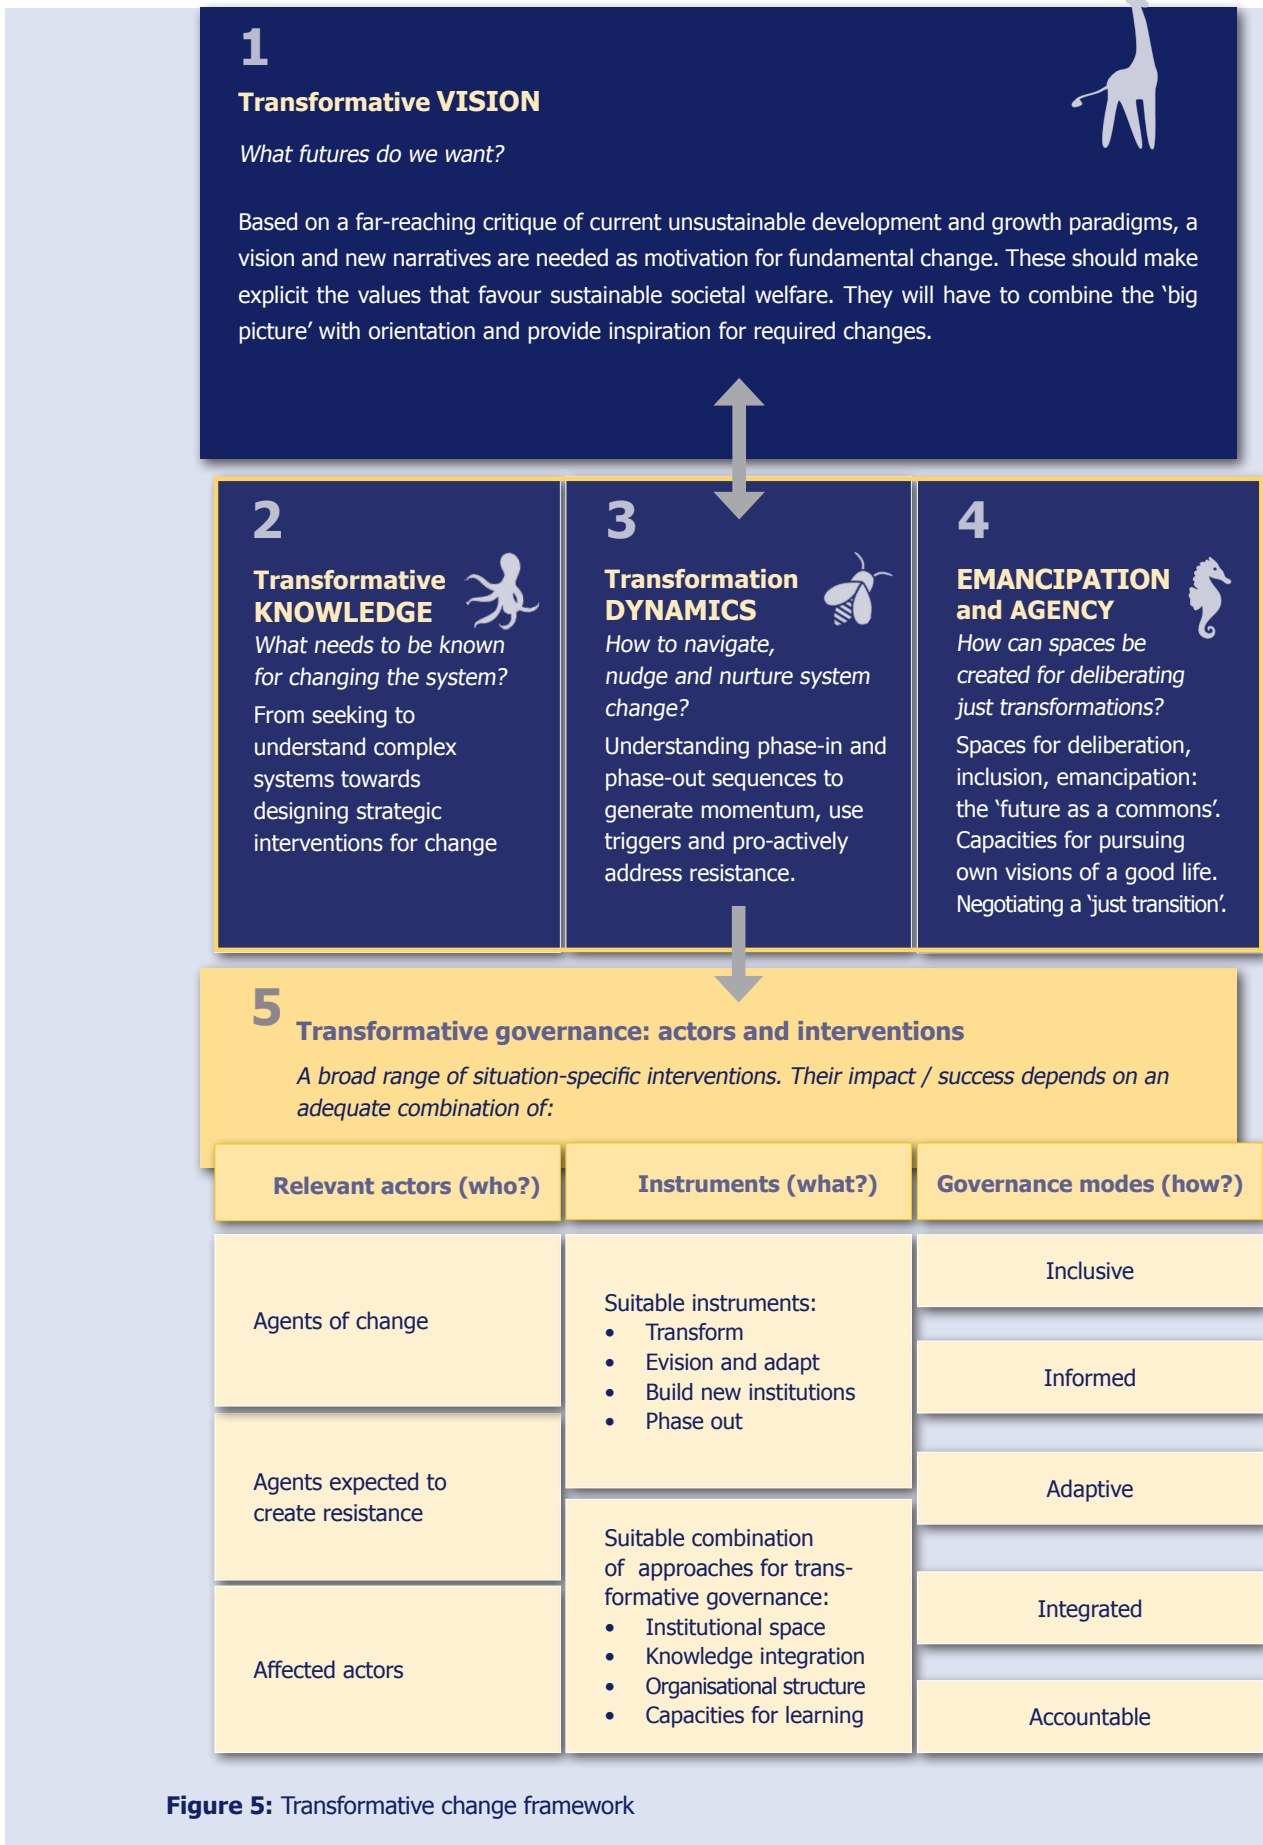 1
Transformative VISION
What futures do we want?
Based on a far-reaching critique of current unsustainable development and growth paradigms, a
vision and new narratives are needed as motivation for fundamental change. These should make
explicit the values that favour sustainable societal welfare. They will have to combine the ‘big
picture’ with orientation and provide inspiration for required changes.
2
Transformative
KNOWLEDGE
What needs to be known
for changing the system?
From seeking to
understand complex
systems towards
designing strategic
interventions for change
3
Transformation
DYNAMICS
How to navigate,
nudge and nurture system
change?
Understanding phase-in and
phase-out sequences to
generate momentum, use
triggers and pro-actively
address resistance.
4
EMANCIPATION
and AGENCY
How can spaces be
created for deliberating
just transformations?
Spaces for deliberation,
inclusion, emancipation:
the ‘future as a commons’.
Capacities for pursuing
own visions of a good life.
Negotiating a ‘just transition’.
5
Transformative governance: actors and interventions
A broad range of situation-specific interventions. Their impact / success depends on an
adequate combination of:
Relevant actors (who?)
Agents of change
Agents expected to
create resistance
Affected actors
Instruments (what?)
Suitable instruments:
• Transform
• Evision and adapt
• Build new institutions
• Phase out
Suitable combination
of approaches for trans-
formative governance:
• Institutional space
• Knowledge integration
• Organisational structure
• Capacities for learning
Governance modes (how?)
Inclusive
Informed
Adaptive
Integrated
Accountable
Figure 5: Transformative change framework